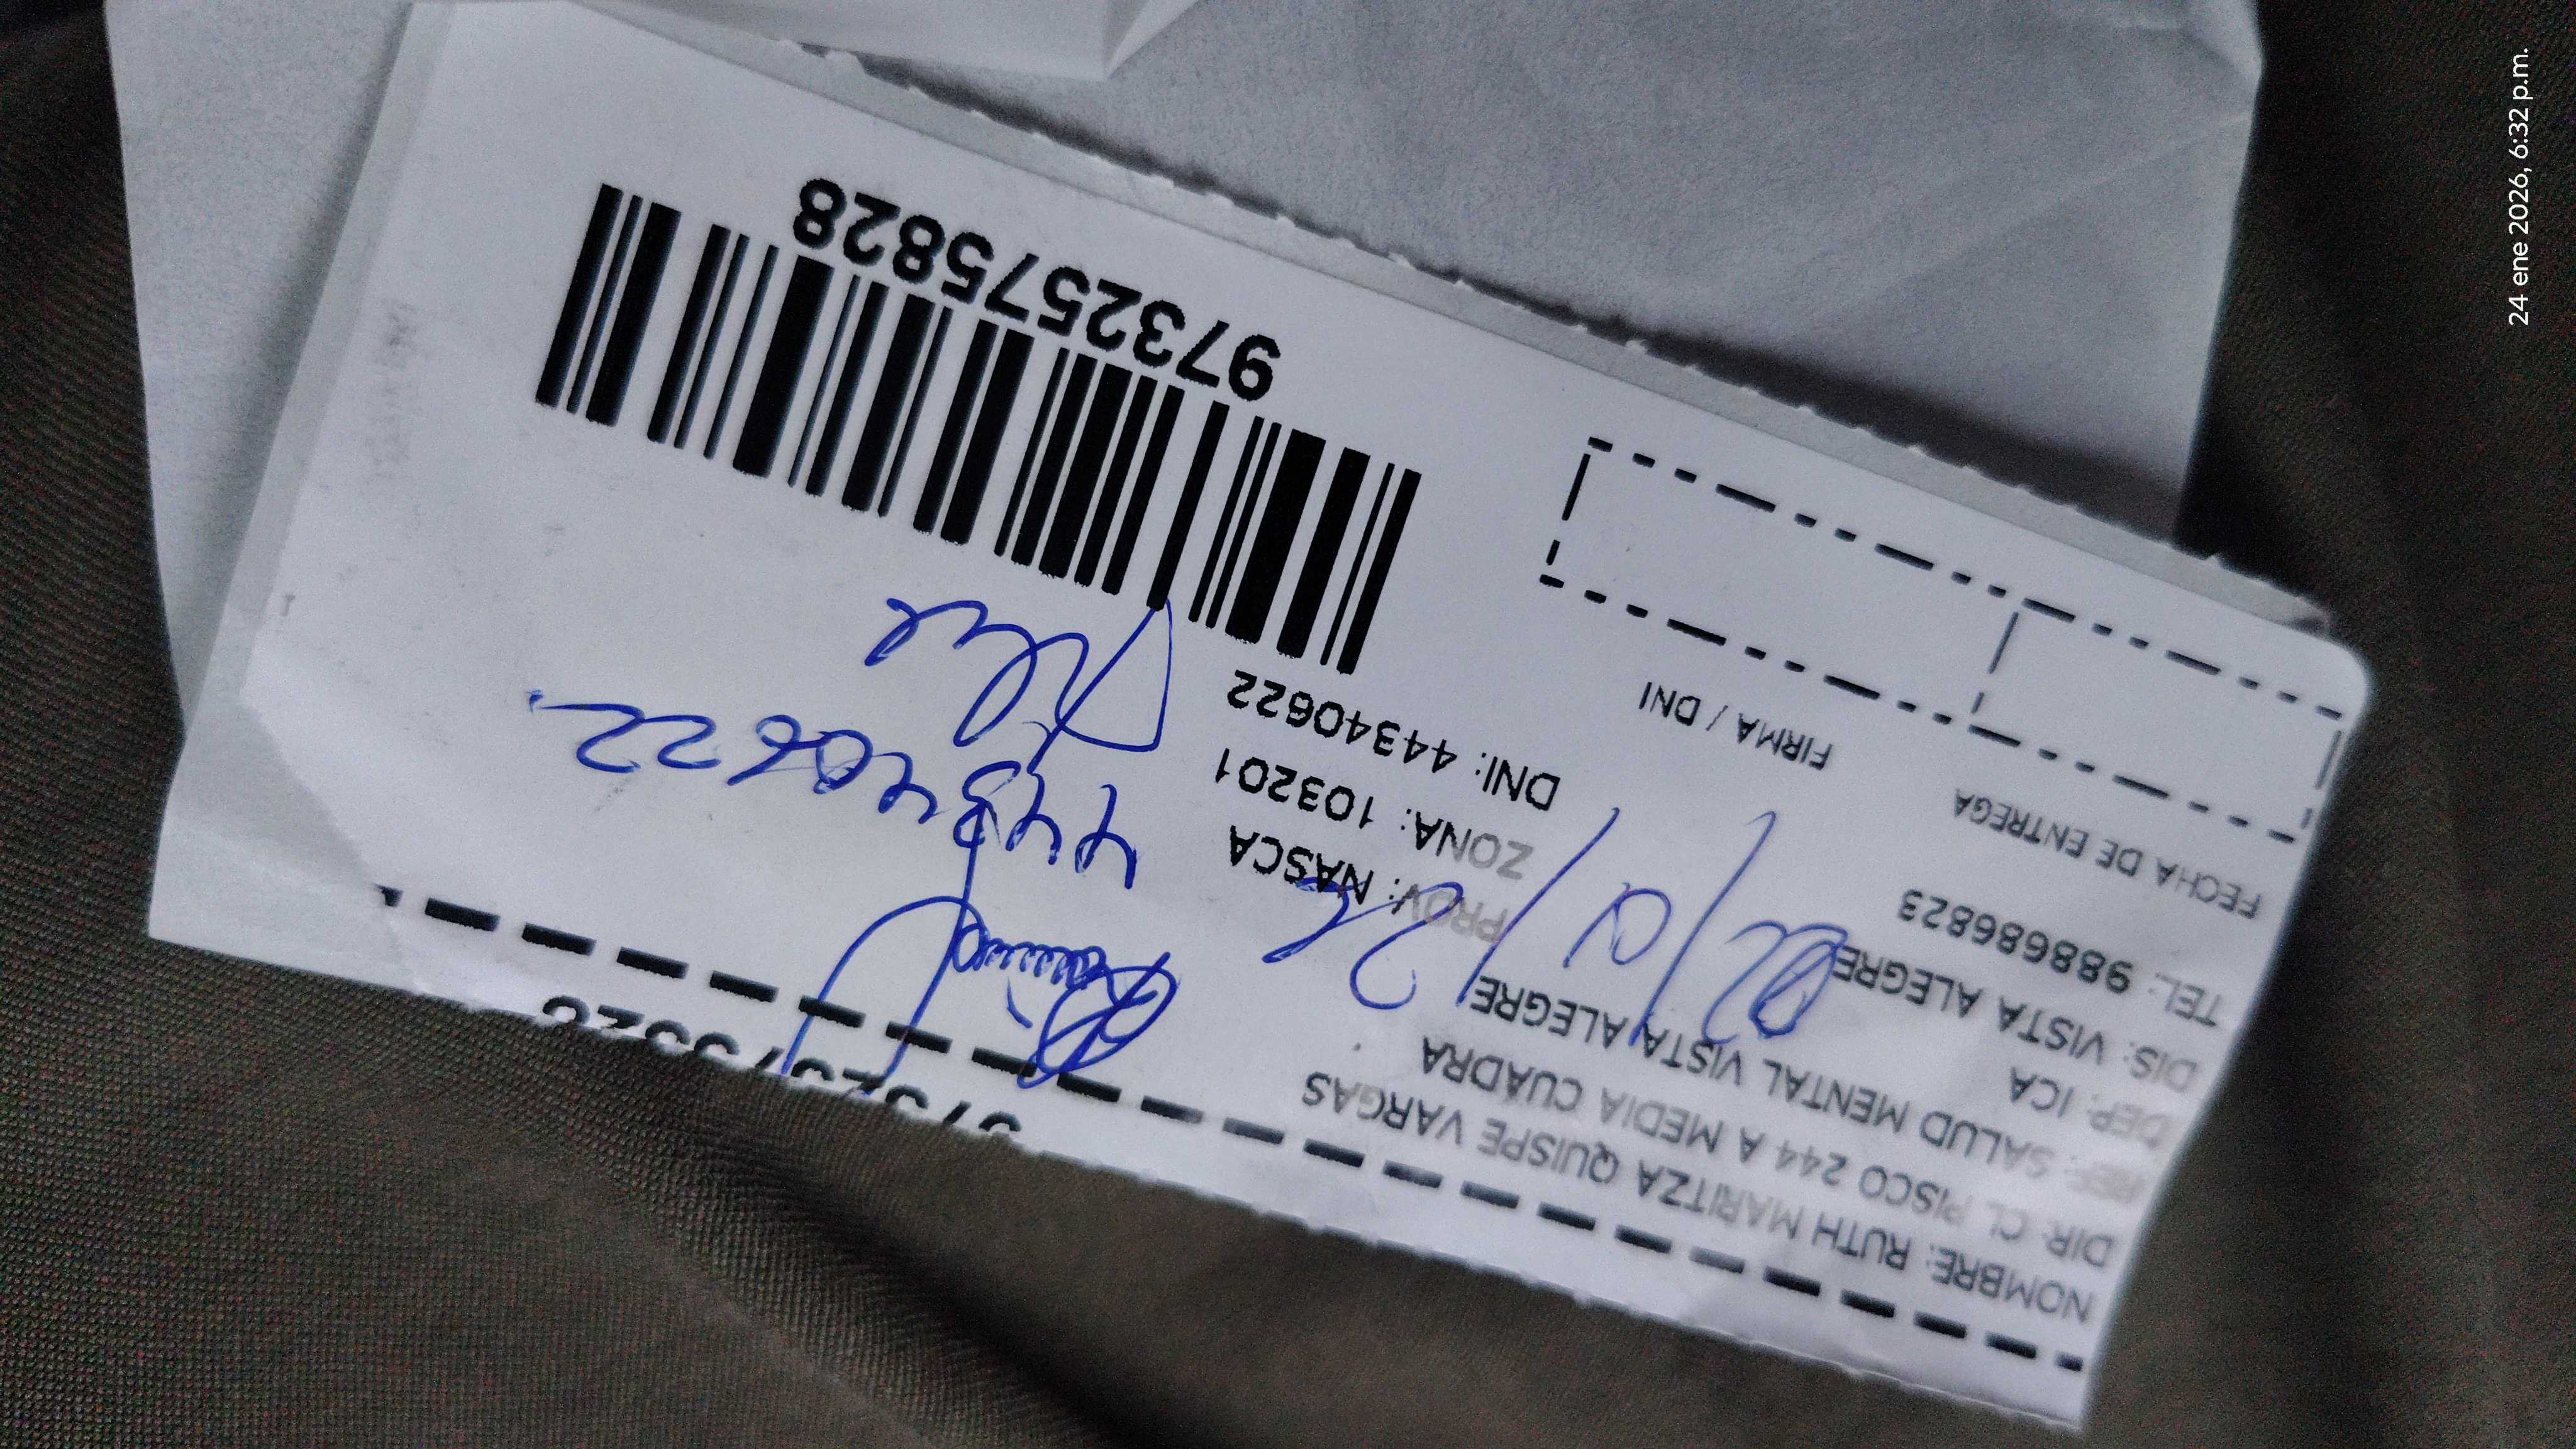 NOMBRE: RUTH MARITZA QUISPE VARGAS
DIR: CL PISCO 244 A MEDIA CUADRA
REF: SALUD MENTAL VISTA ALEGRE
DEP: ICA
DIS: VISTA ALEGRE
TEL: 988686823
PROV: NASCA
ZONA: 103201
DNI: 44340622
FECHA DE ENTREGA
FIRMA / DNI
44340622
9732575828
24 ene 2026, 6:32 p.m.